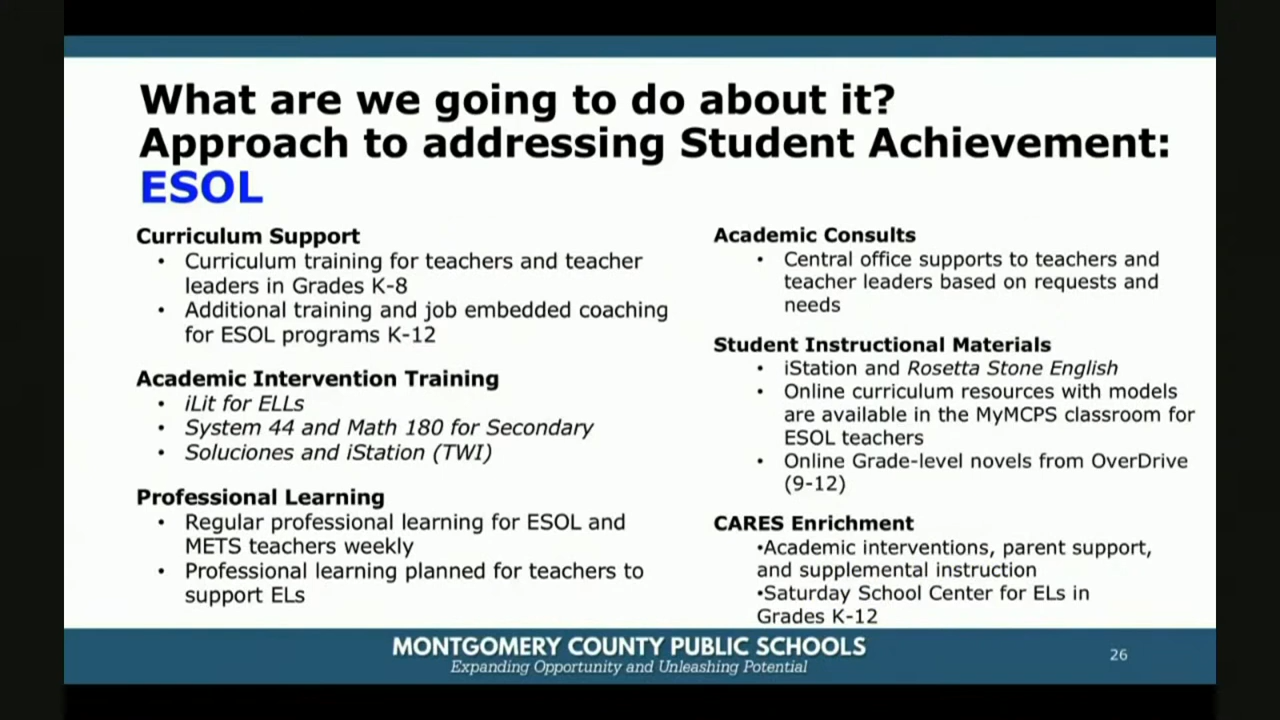 What are we going to do about it?
Approach to addressing Student Achievement:
ESOL
Curriculum Support
• Curriculum training for teachers and teacher
leaders in Grades K-8
• Additional training and job embedded coaching
for ESOL programs K-12
Academic Intervention Training
• iLit for ELLs
• System 44 and Math 180 for Secondary
• Soluciones and iStation (TWI)
Professional Learning
• Regular professional learning for ESOL and
METS teachers weekly
• Professional learning planned for teachers to
support ELs
Academic Consults
• Central office supports to teachers and
teacher leaders based on requests and
needs
Student Instructional Materials
• iStation and Rosetta Stone English
• Online curriculum resources with models
are available in the MyMCPS classroom for
ESOL teachers
• Online Grade-level novels from OverDrive
(9-12)
CARES Enrichment
•Academic interventions, parent support,
and supplemental instruction
•Saturday School Center for ELs in
Grades K-12
MONTGOMERY COUNTY PUBLIC SCHOOLS
Expanding Opportunity and Unleashing Potential
26